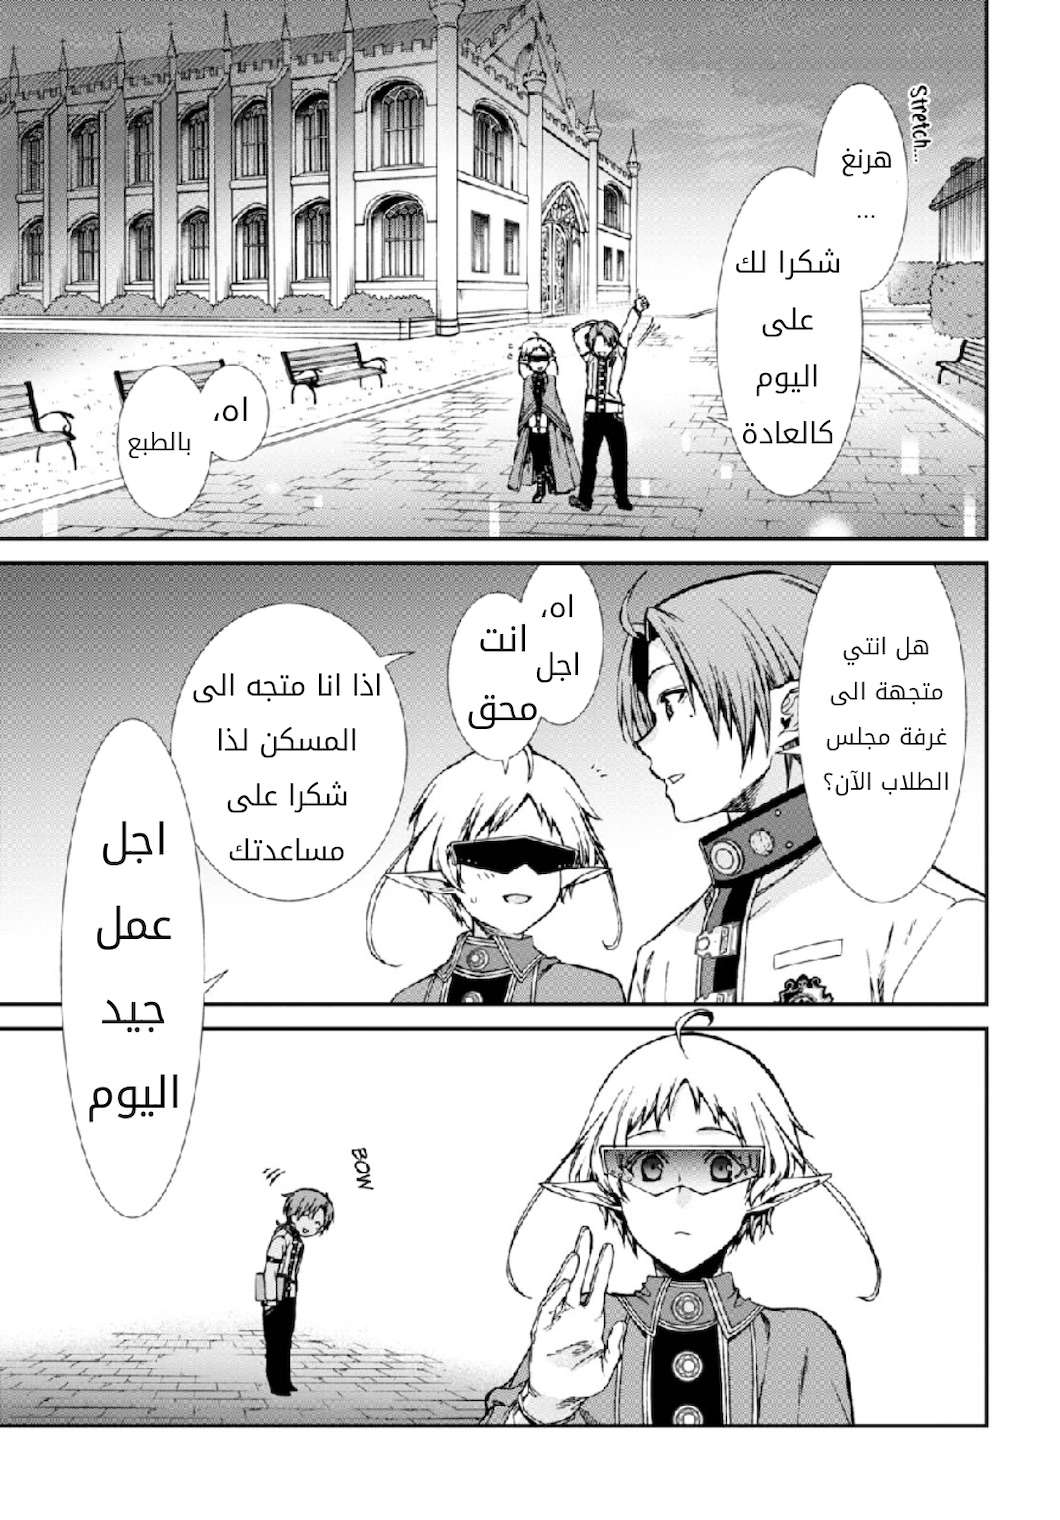 Stretch...
هرنغ
...
شكرا لك
على
اليوم
كالعادة
اه،
بالطبع
هل انتي
متجهة الى
غرفة مجلس
الطلاب الآن؟
اه،
اجل
انت
محق
اذا انا متجه الى
المسكن لذا
شكرا على
مساعدتك
اجل
عمل
جيد
اليوم
BOW